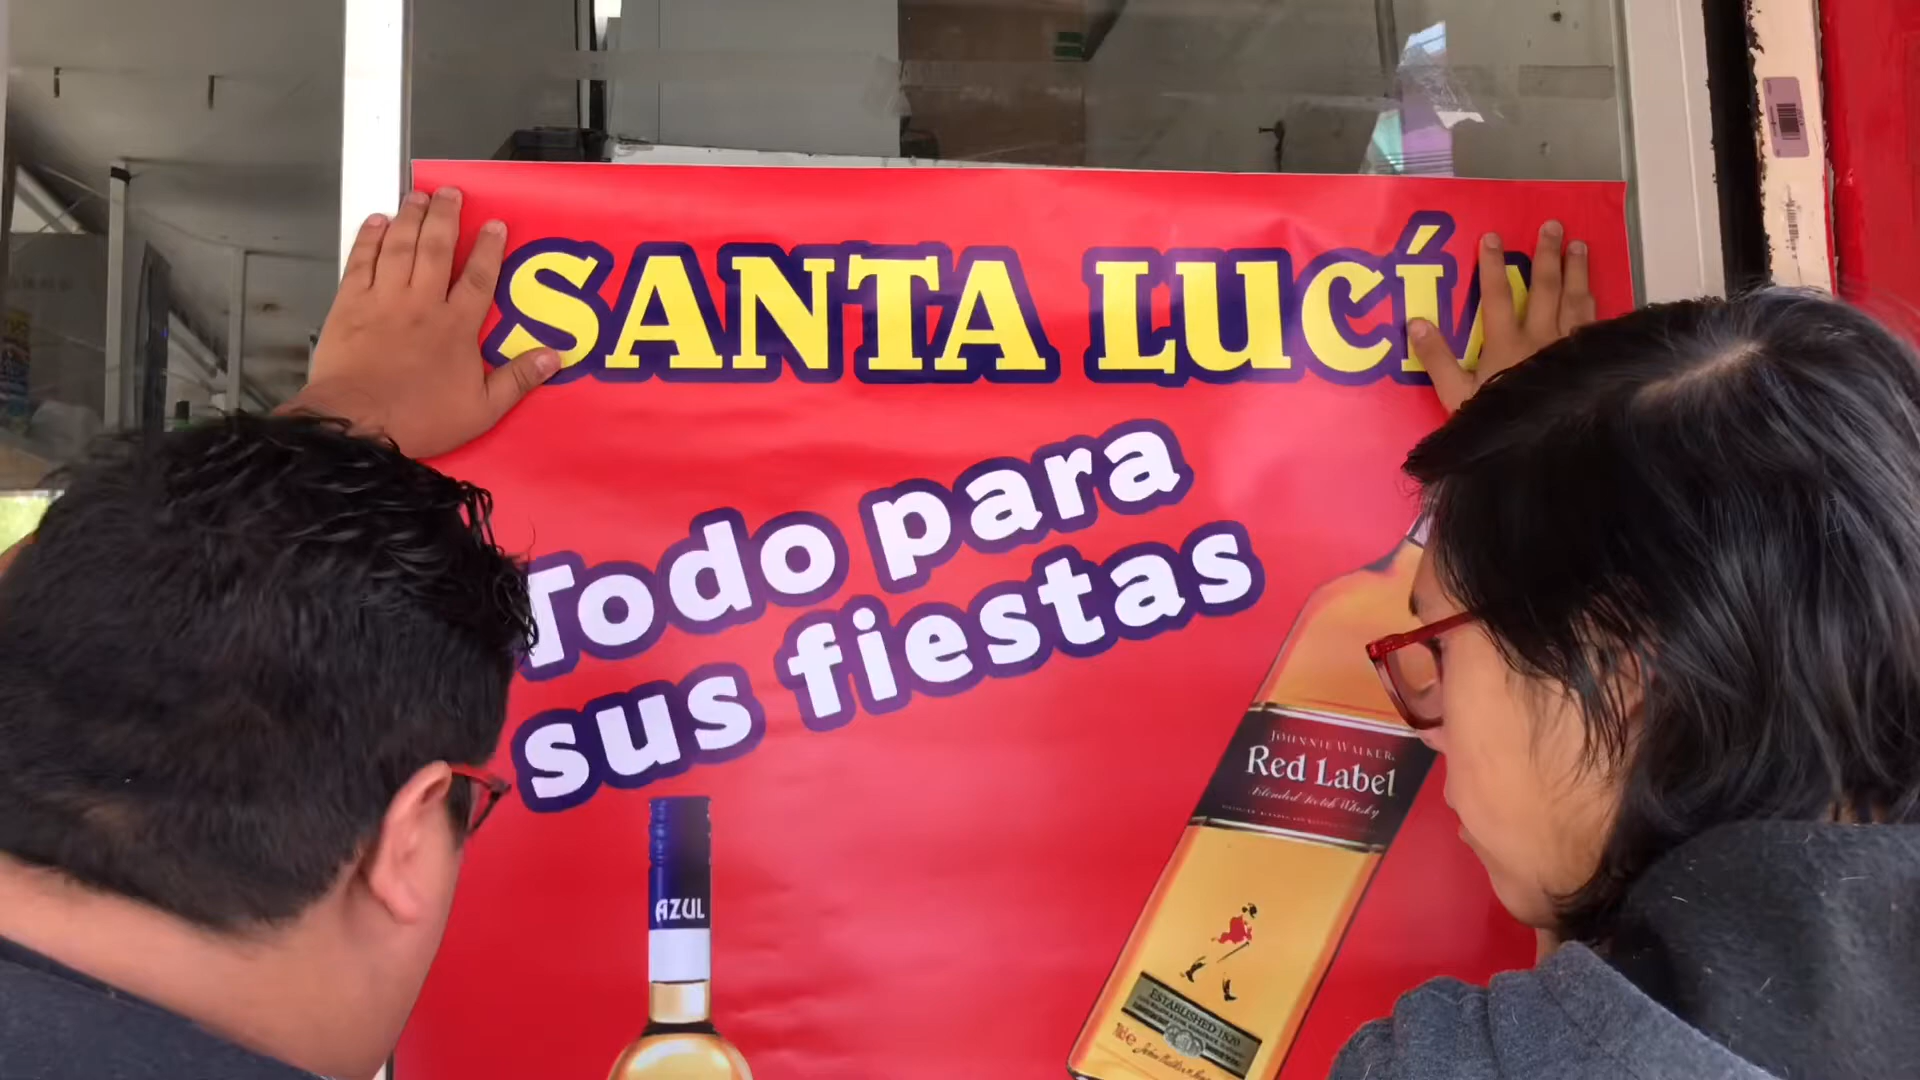 SANTA LUCÍA
Todo para
sus fiestas
JOHNNIE WALKER
Red Label
Blended Scotch Whisky
AZUL
ESTABLISHED 1820